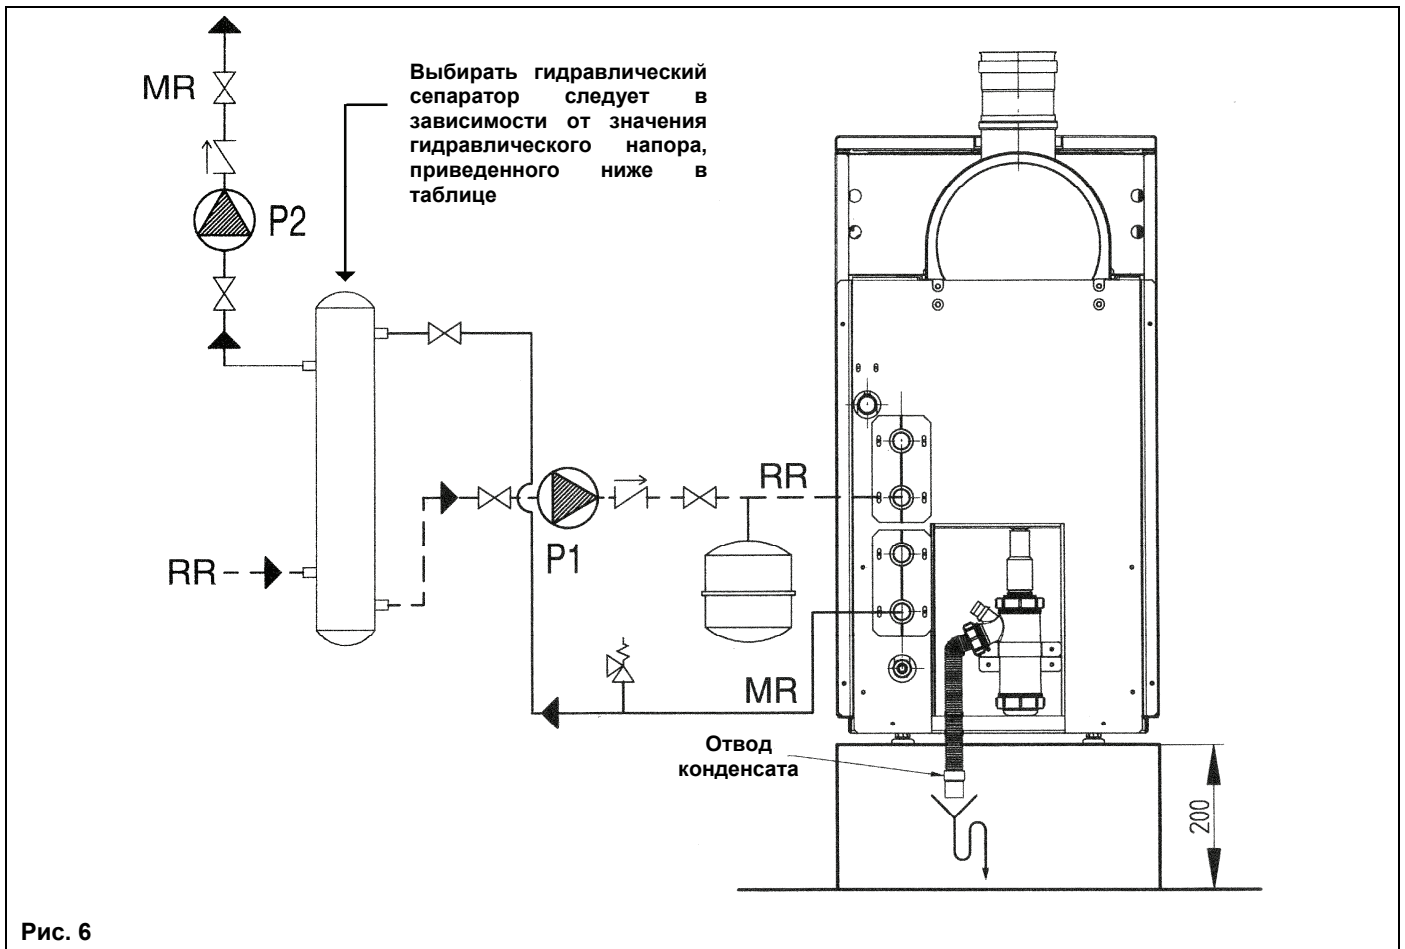 MR
Выбирать гидравлический
сепаратор следует в
зависимости от значения
гидравлического напора,
приведенного ниже в
таблице
P2
RR
P1
RR
MR
Отвод
конденсата
200
Рис. 6